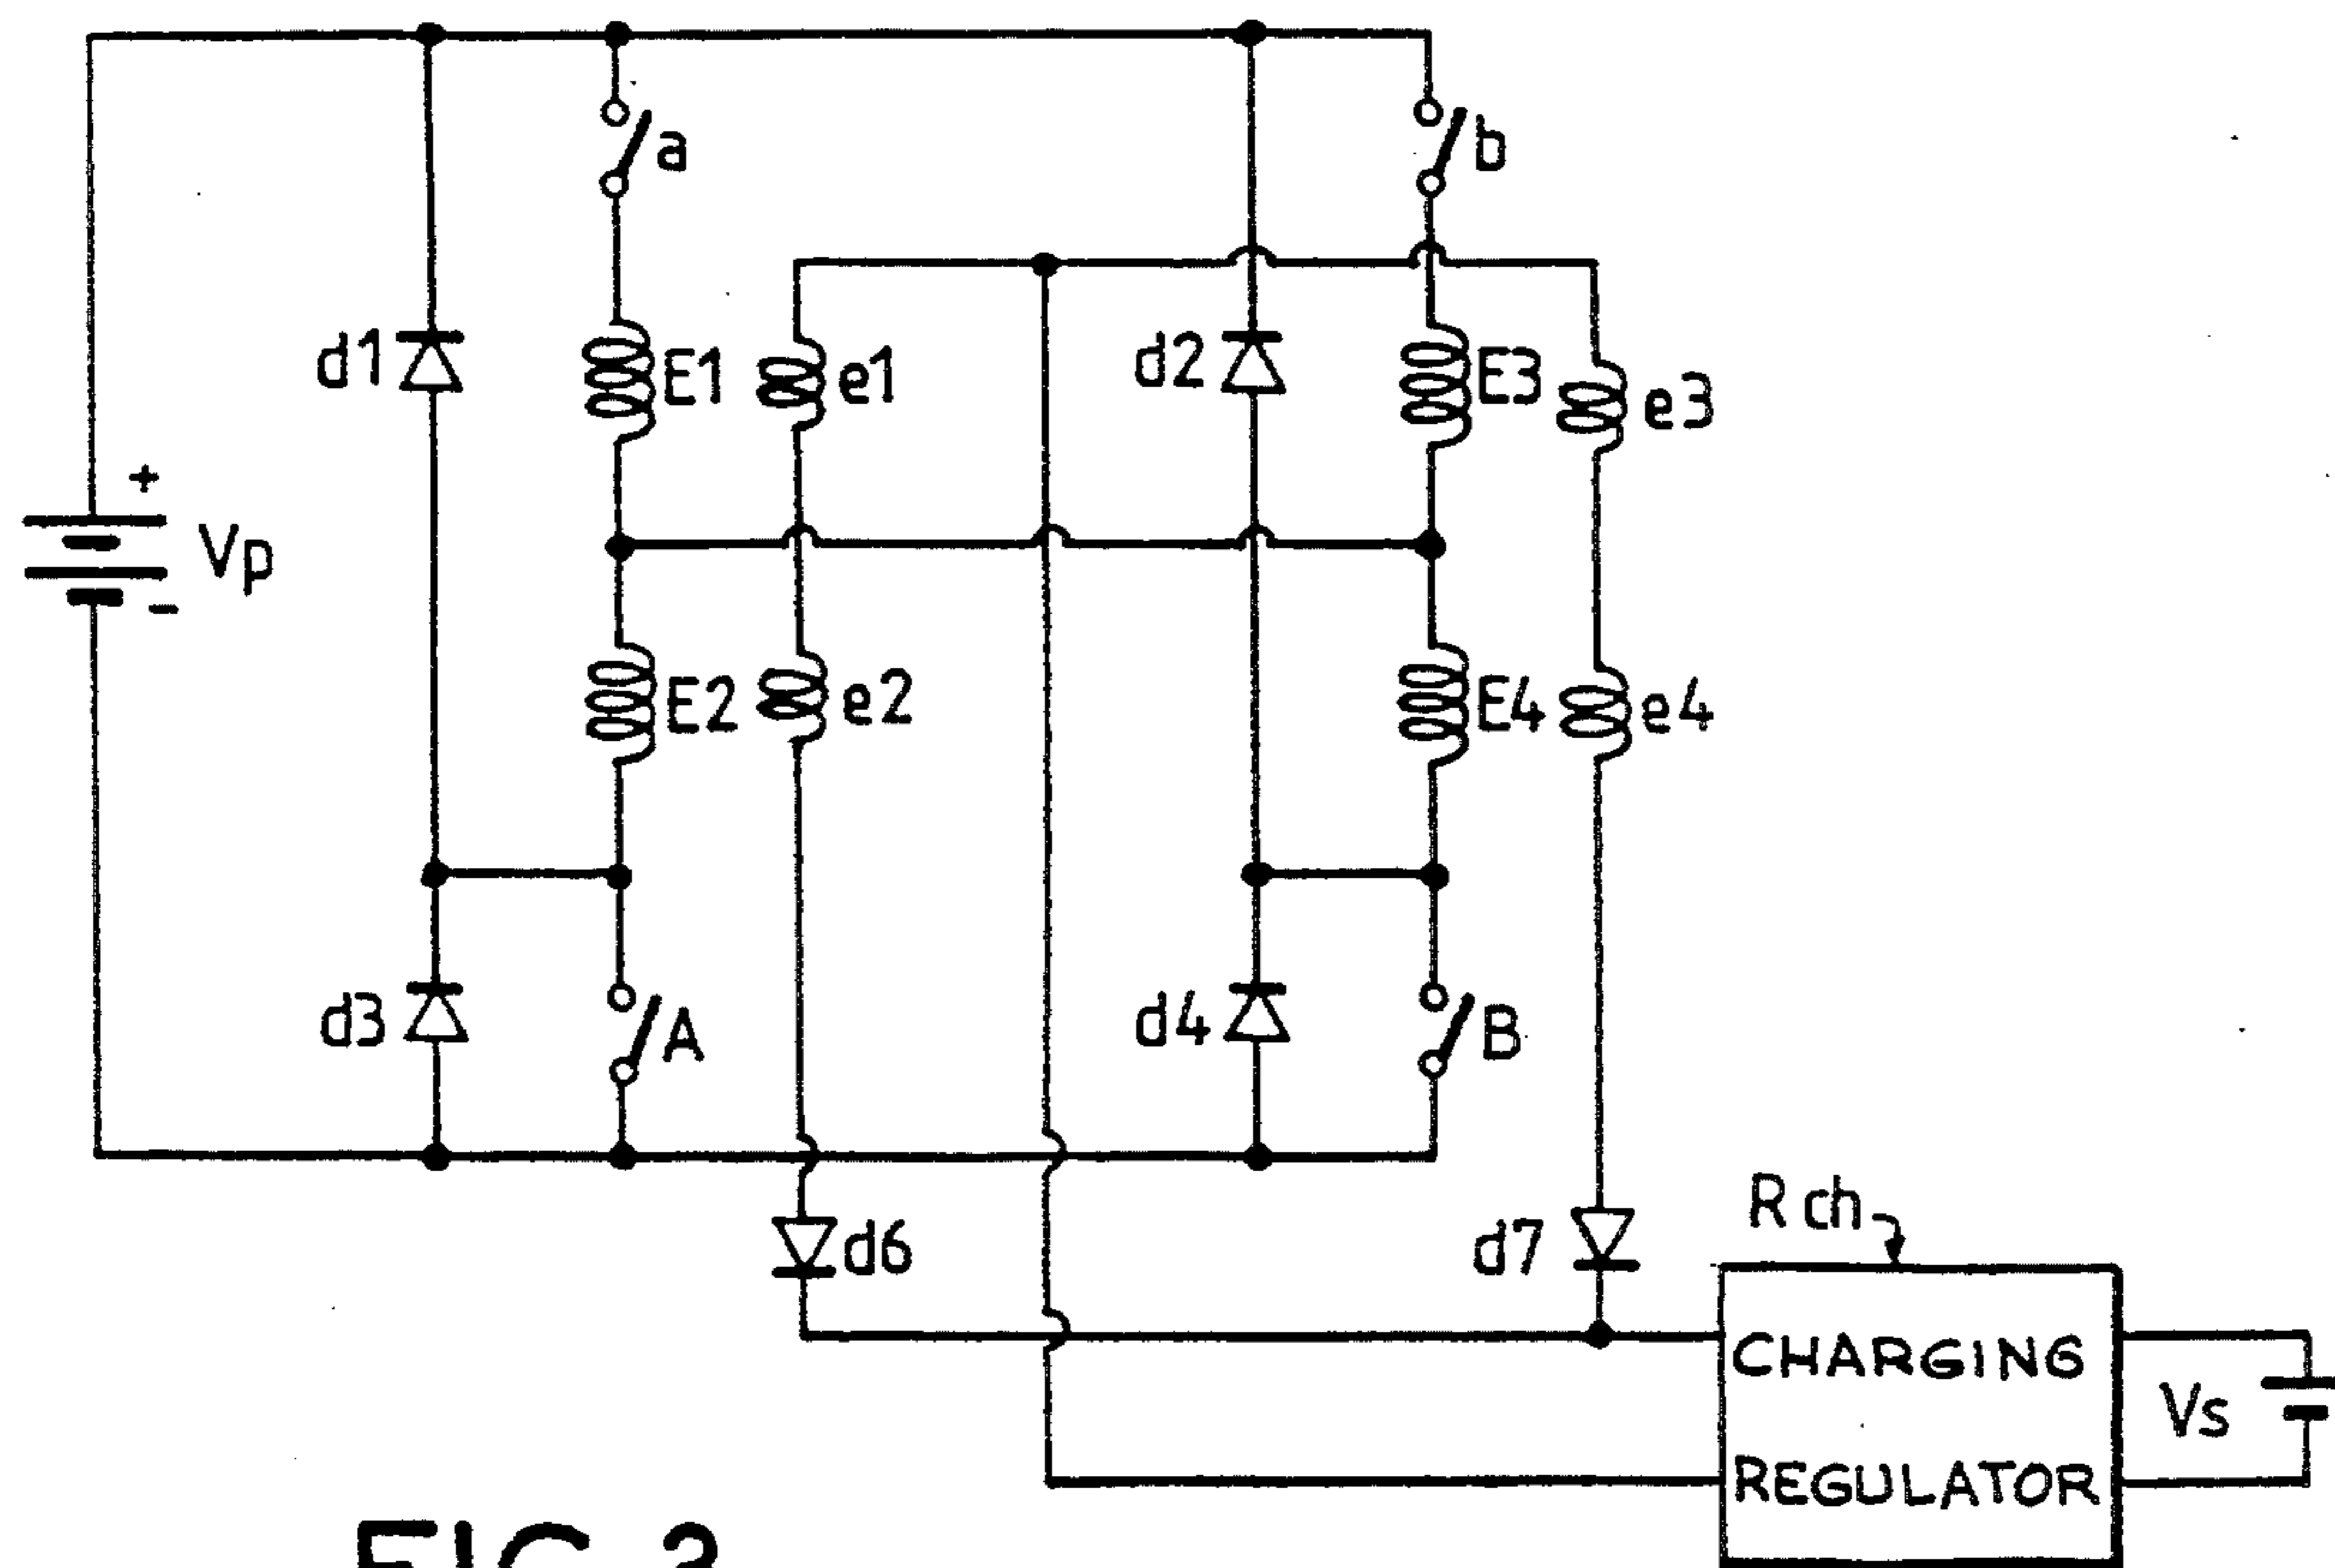 a
b
d1
E1
e1
d2
E3
e3
+
Vp
-
E2
e2
E4
e4
d3
A
d4
B
R ch
d6
d7
CHARGING
REGULATOR
Vs